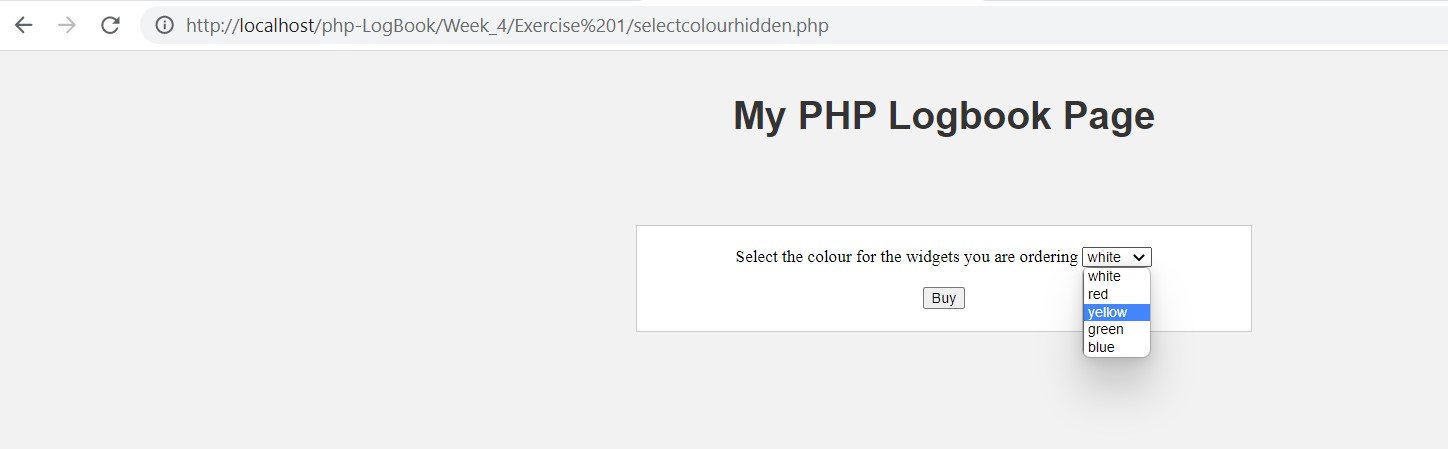 http://localhost/php-LogBook/Week_4/Exercise%201/selectcolourhidden.php
My PHP Logbook Page
Select the colour for the widgets you are ordering white
white
red
yellow
green
blue
Buy